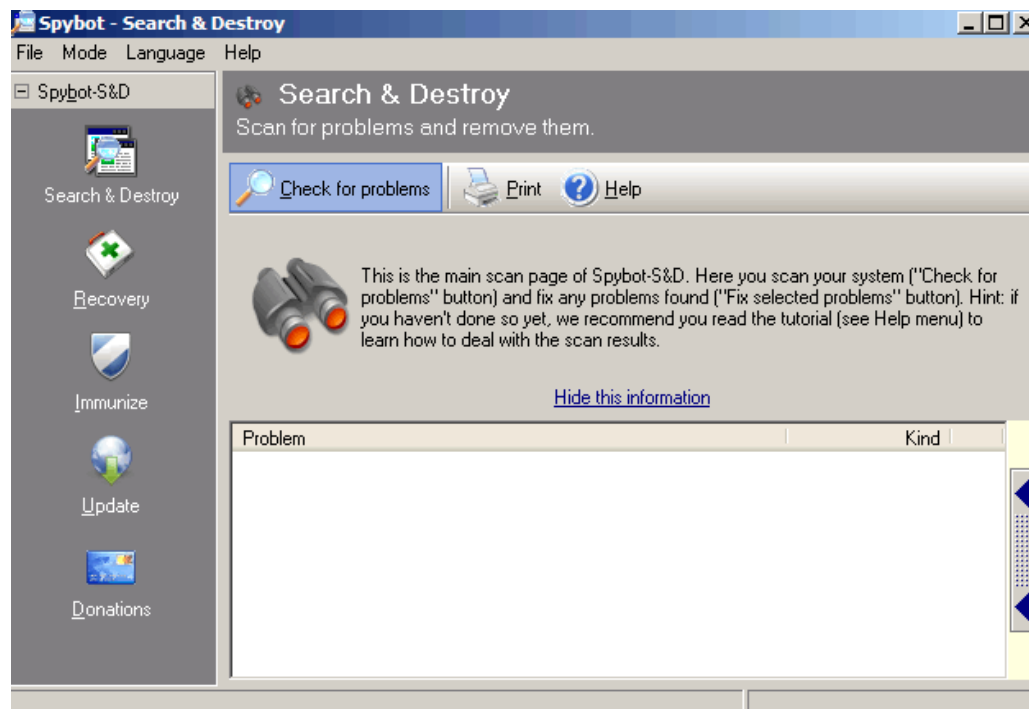 Spybot - Search & Destroy
File Mode Language Help
Spybot-S&D
Search & Destroy
Recovery
Immunize
Update
Donations
Search & Destroy
Scan for problems and remove them.
Check for problems Print Help
This is the main scan page of Spybot-S&D. Here you scan your system ("Check for
problems" button) and fix any problems found ("Fix selected problems" button). Hint: if
you haven't done so yet, we recommend you read the tutorial (see Help menu) to
learn how to deal with the scan results.
Hide this information
Problem Kind